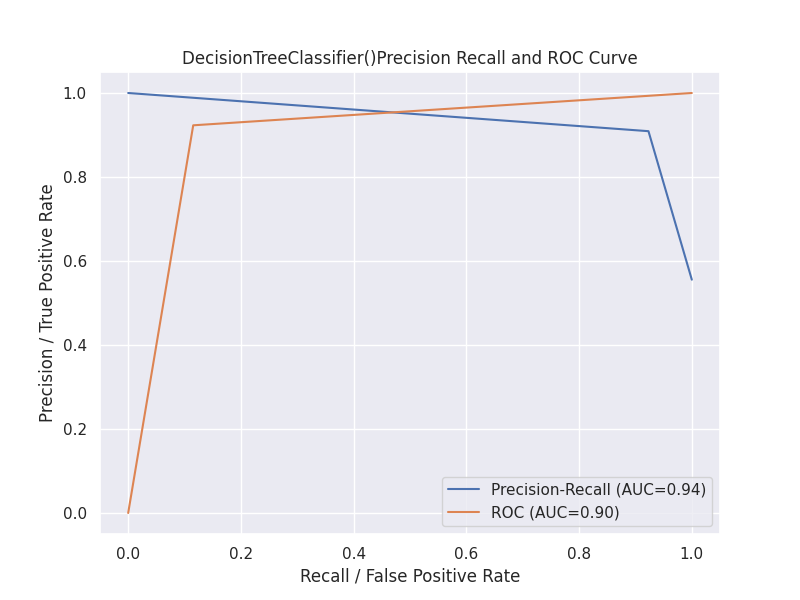 DecisionTreeClassifier()Precision Recall and ROC Curve
1.0
0.8
0.6
0.4
0.2
0.0
Precision / True Positive Rate
Precision-Recall (AUC=0.94)
ROC (AUC=0.90)
0.0 0.2 0.4 0.6 0.8 1.0
Recall / False Positive Rate